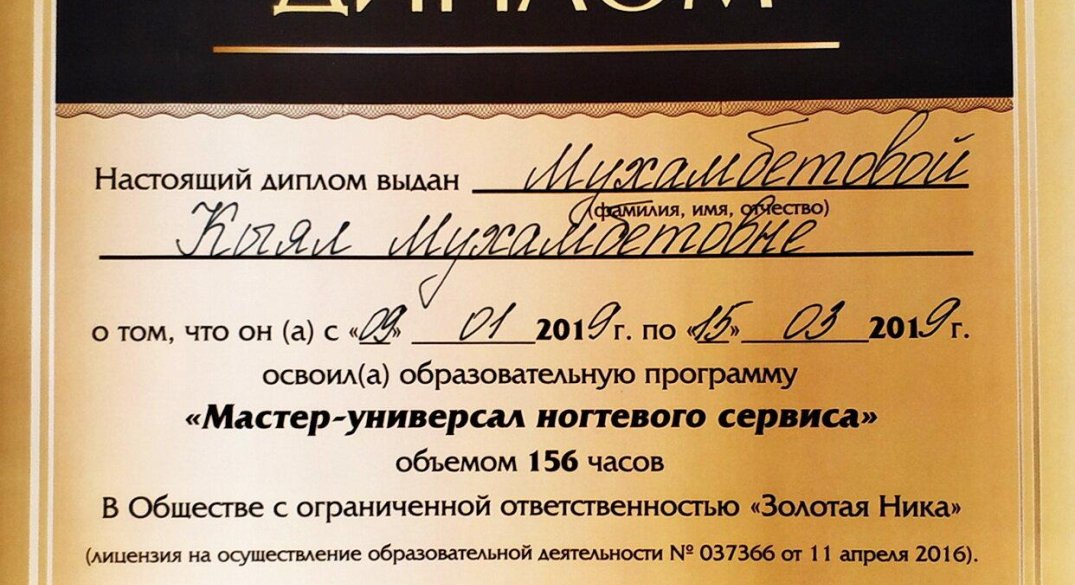 ДИПЛОМ
Настоящий диплом выдан Мухамбетовой
(фамилия, имя, отчество)
Кыял Мухамбетовне
о том, что он (а) с «09» 01 2019 г. по «15» 03 2019 г.
освоил(а) образовательную программу
«Мастер-универсал ногтевого сервиса»
объемом 156 часов
В Обществе с ограниченной ответственностью «Золотая Ника»
(лицензия на осуществление образовательной деятельности № 037366 от 11 апреля 2016).